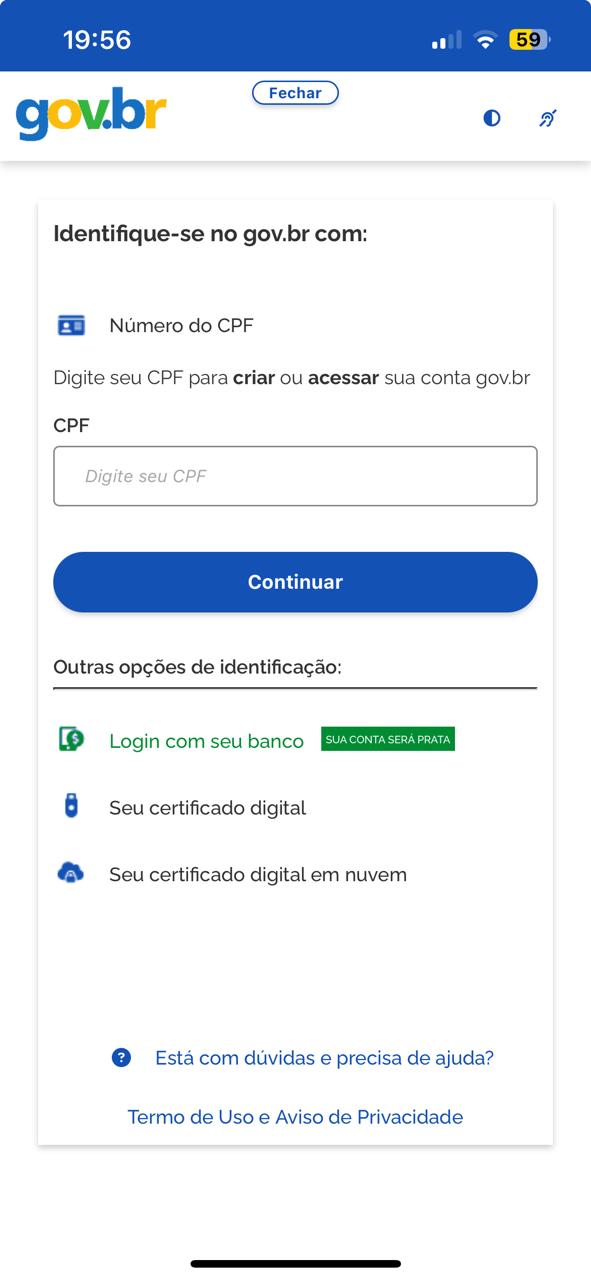 19:56
59
Fechar
gov.br
Identifique-se no gov.br com:
Número do CPF
Digite seu CPF para criar ou acessar sua conta gov.br
CPF
Digite seu CPF
Continuar
Outras opções de identificação:
Login com seu banco SUA CONTA SERÁ PRATA
Seu certificado digital
Seu certificado digital em nuvem
Está com dúvidas e precisa de ajuda?
Termo de Uso e Aviso de Privacidade